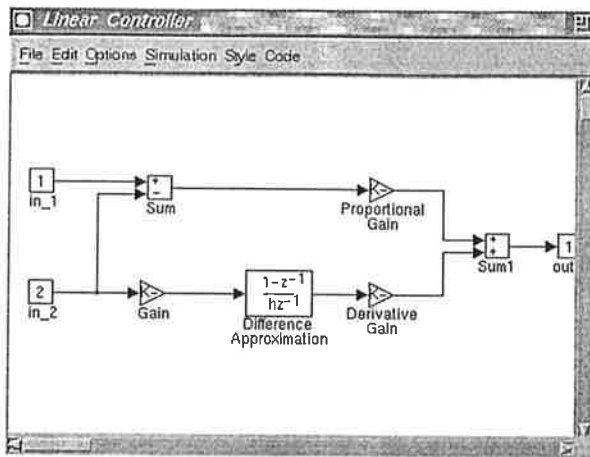 Linear Controller
File Edit Options Simulation Style Code
1
in_1
+
-
Sum
K-
Proportional
Gain
+
+
Sum1
1
out
2
in_2
K-
Gain
1-z-1
hz-1
Difference
Approximation
K-
Derivative
Gain